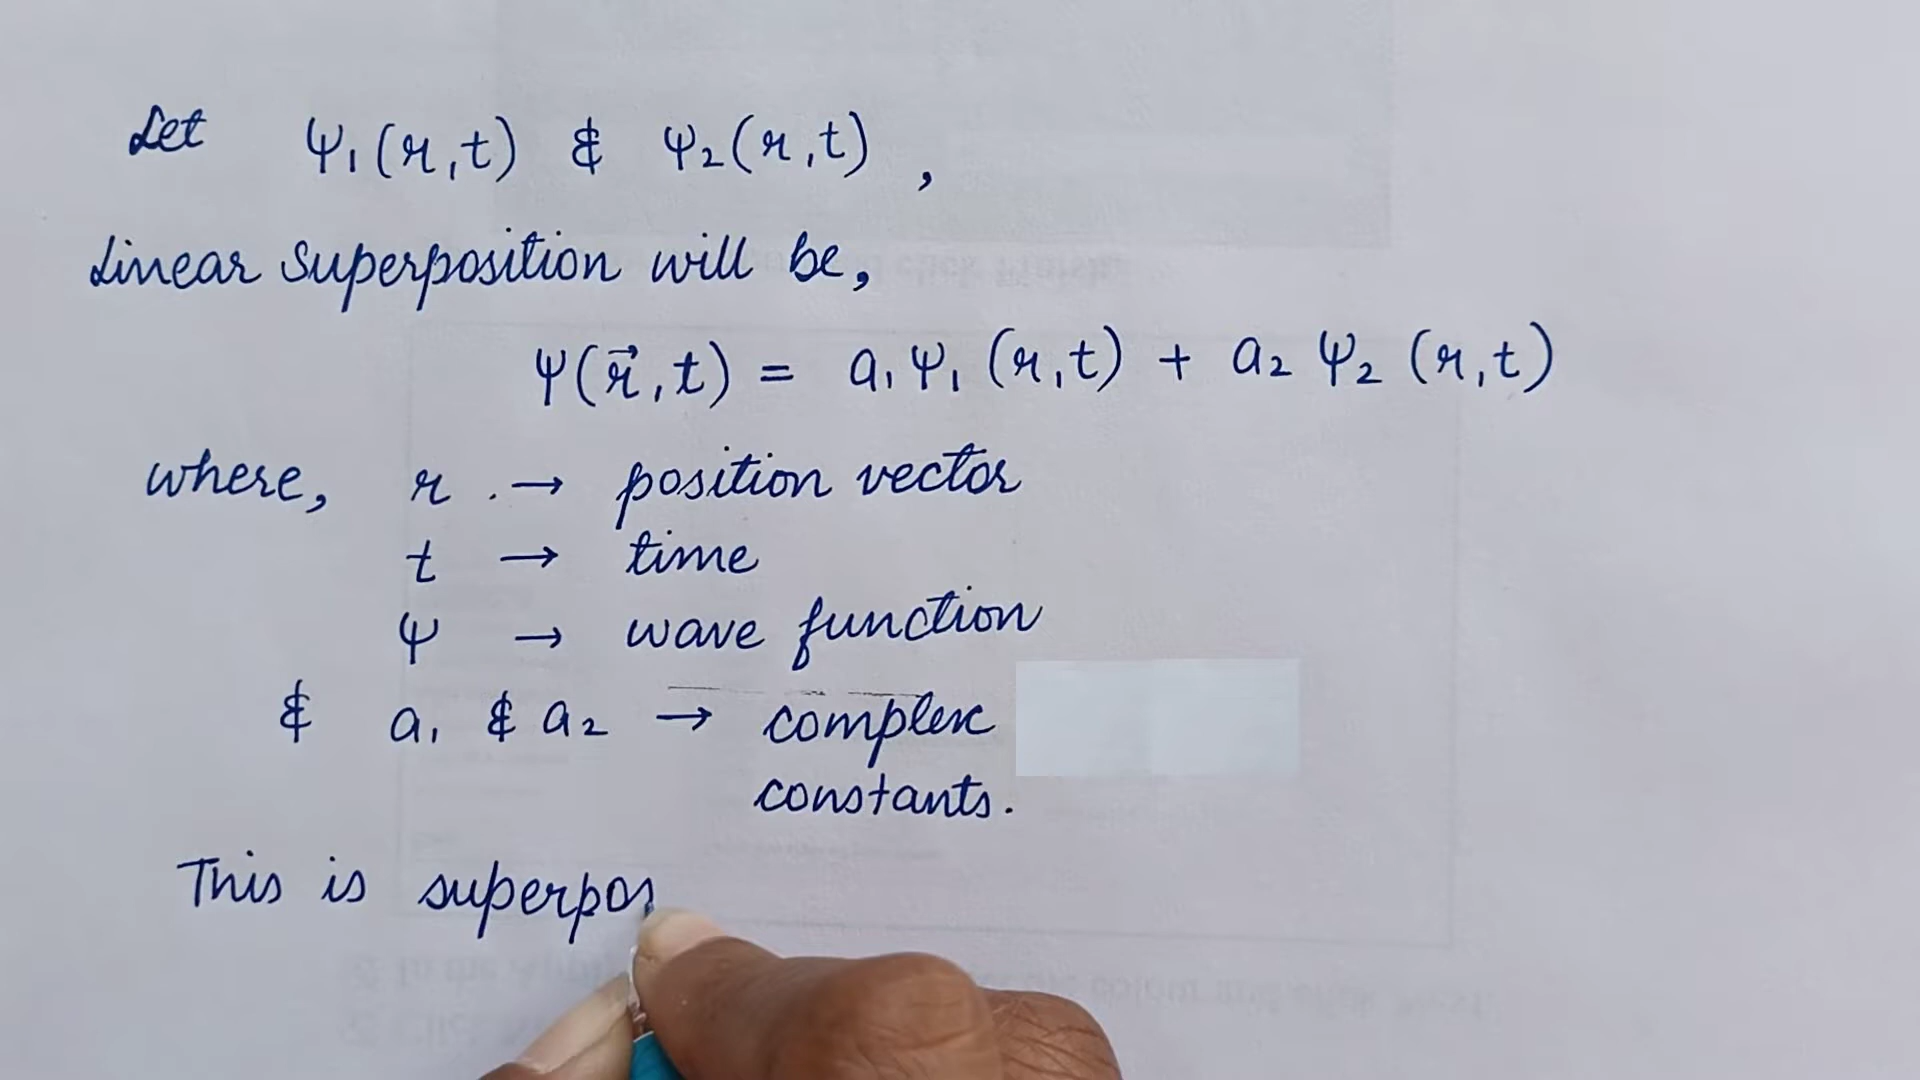 Let ψ₁(r,t) & ψ₂(r,t),
Linear superposition will be,
ψ(r⃗,t) = a₁ψ₁(r,t) + a₂ψ₂(r,t)
where, r → position vector
t → time
ψ → wave function
& a₁ & a₂ → complex
constants.
This is superpos